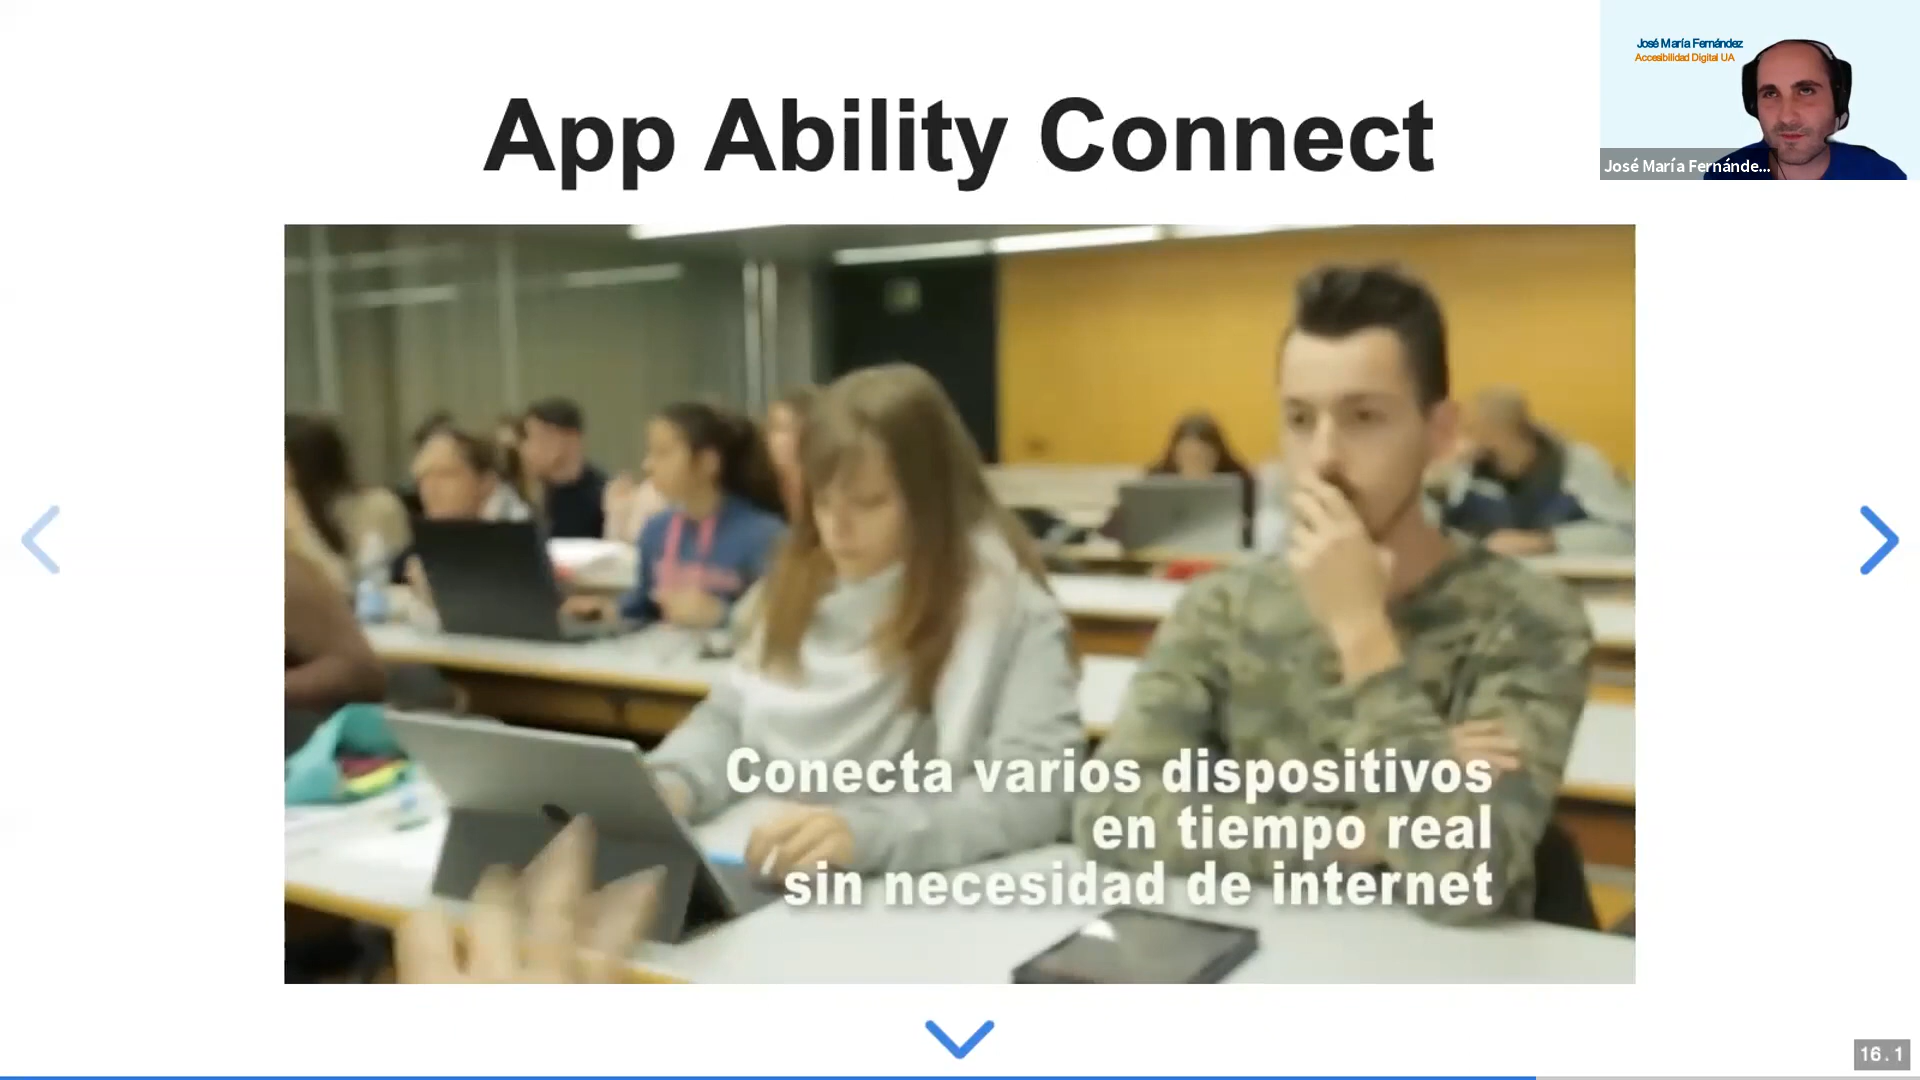 App Ability Connect
José María Fernández
Accesibilidad Digital UA
José María Fernánde...
Conecta varios dispositivos
en tiempo real
sin necesidad de internet
16.1